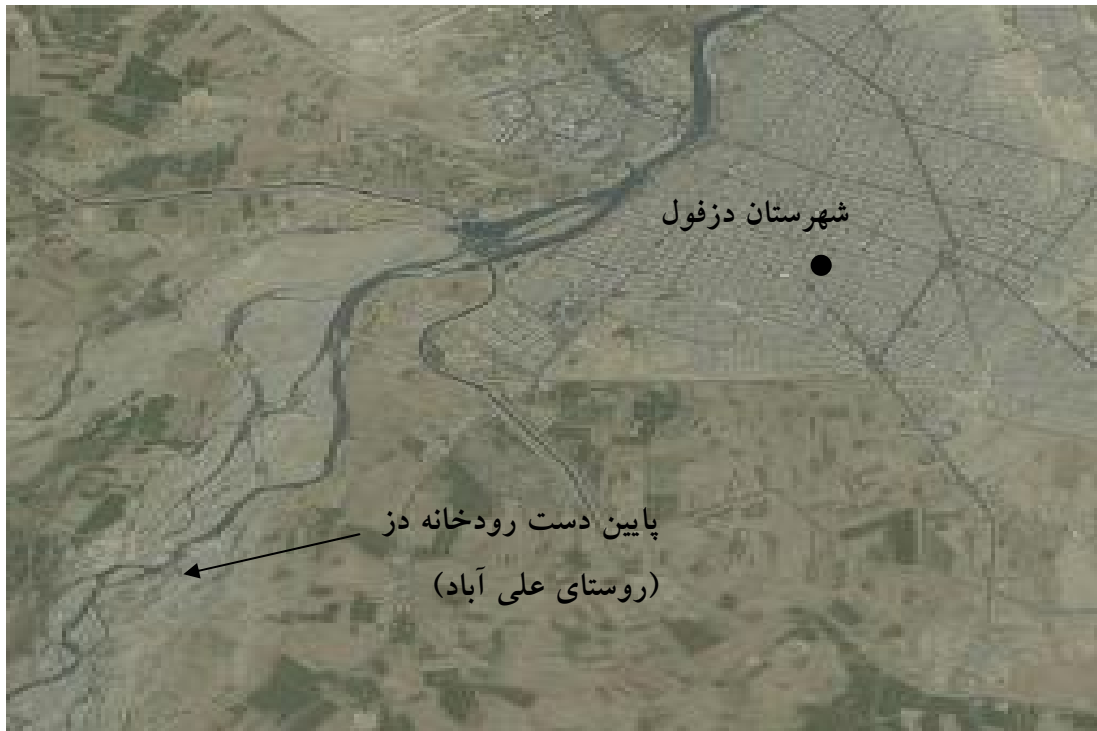 شهرستان دزفول
پایین دست رودخانه دز
(روستای علی آباد)